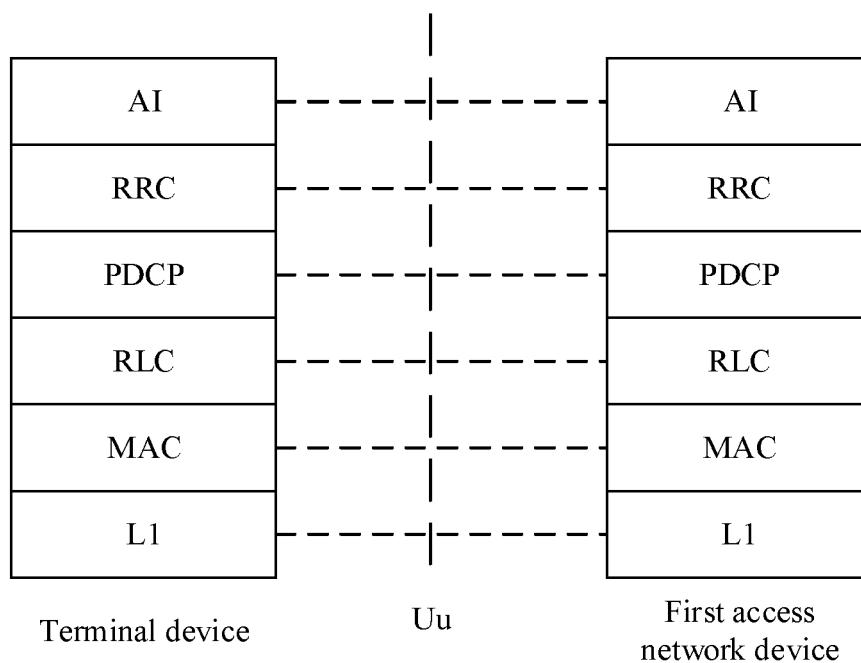 AI
AI
RRC
RRC
PDCP
PDCP
RLC
RLC
MAC
MAC
L1
L1
Terminal device
Uu
First access
network device